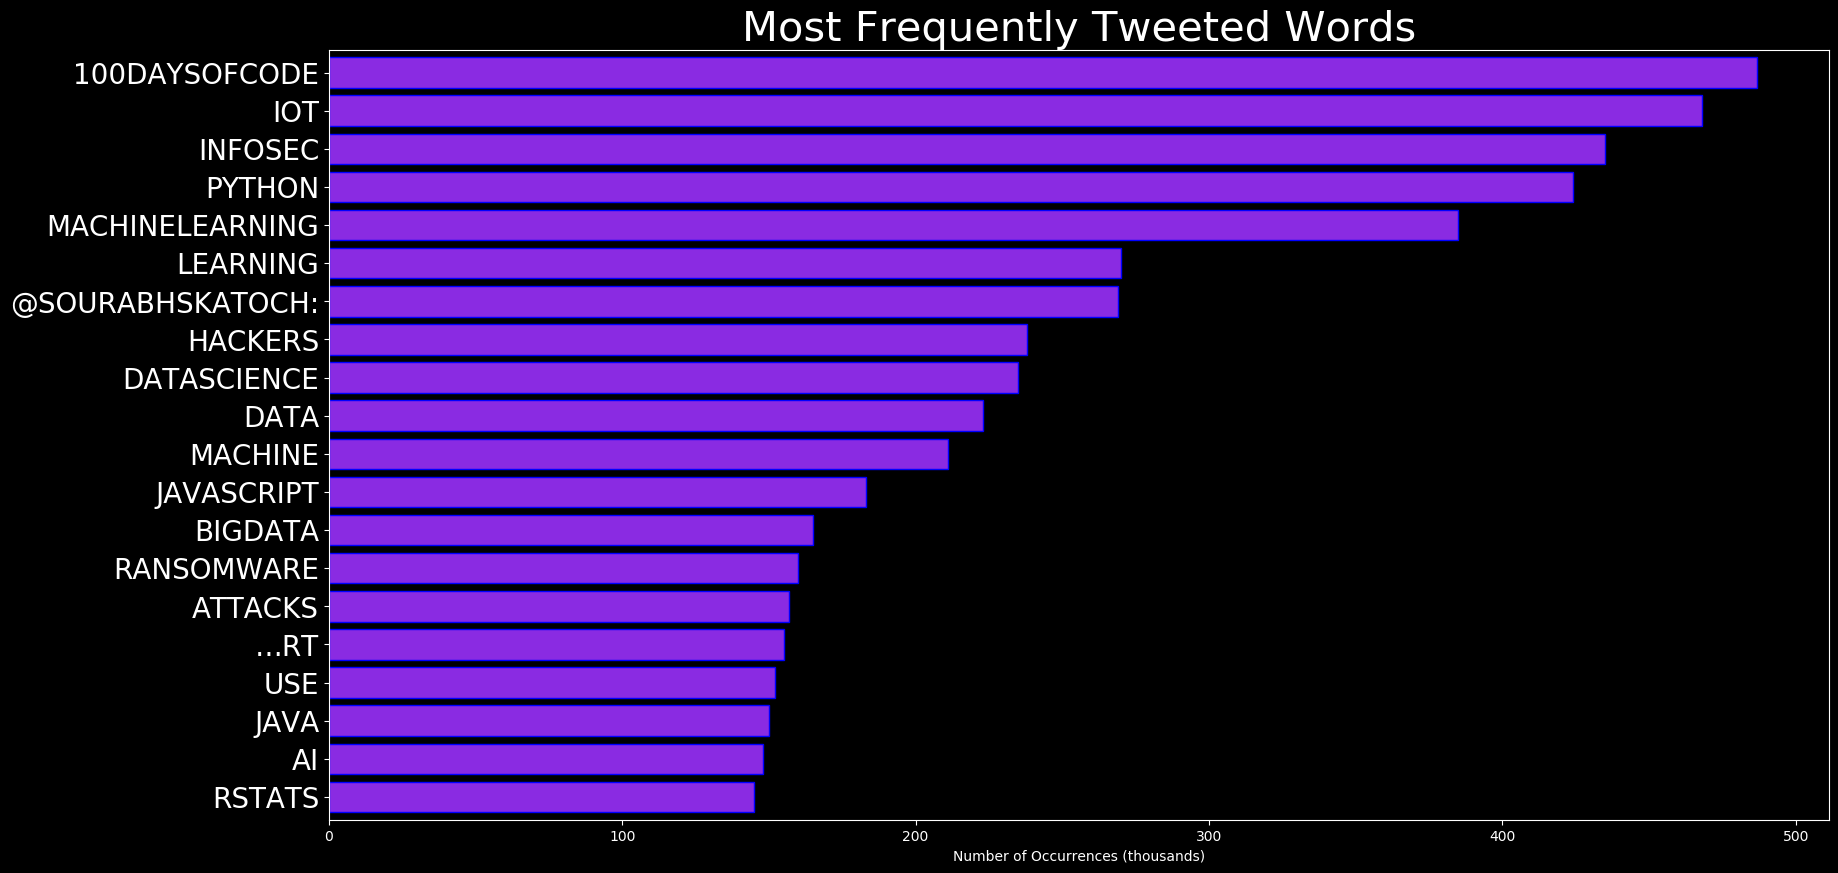 Most Frequently Tweeted Words
100DAYSOFCODE
IOT
INFOSEC
PYTHON
MACHINELEARNING
LEARNING
@SOURABHSKATOCH:
HACKERS
DATASCIENCE
DATA
MACHINE
JAVASCRIPT
BIGDATA
RANSOMWARE
ATTACKS
…RT
USE
JAVA
AI
RSTATS
0 100 200 300 400 500
Number of Occurrences (thousands)